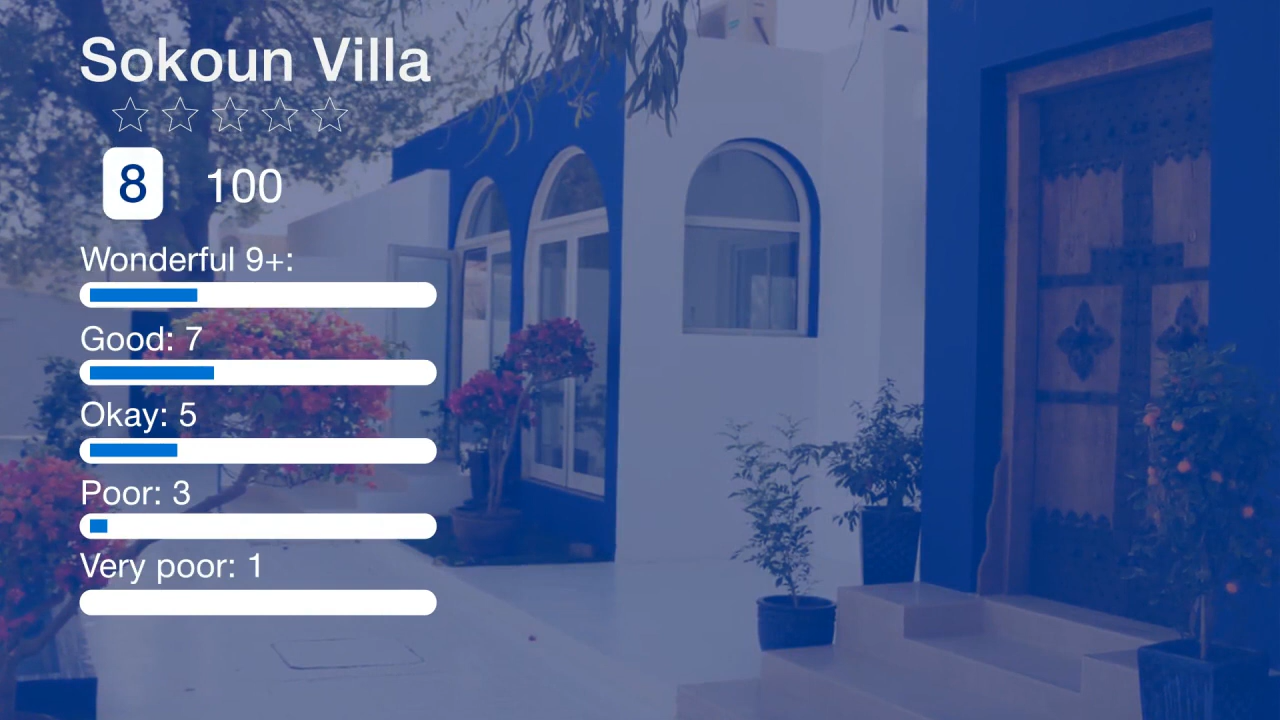 Sokoun Villa
8 100
Wonderful 9+:
Good: 7
Okay: 5
Poor: 3
Very poor: 1